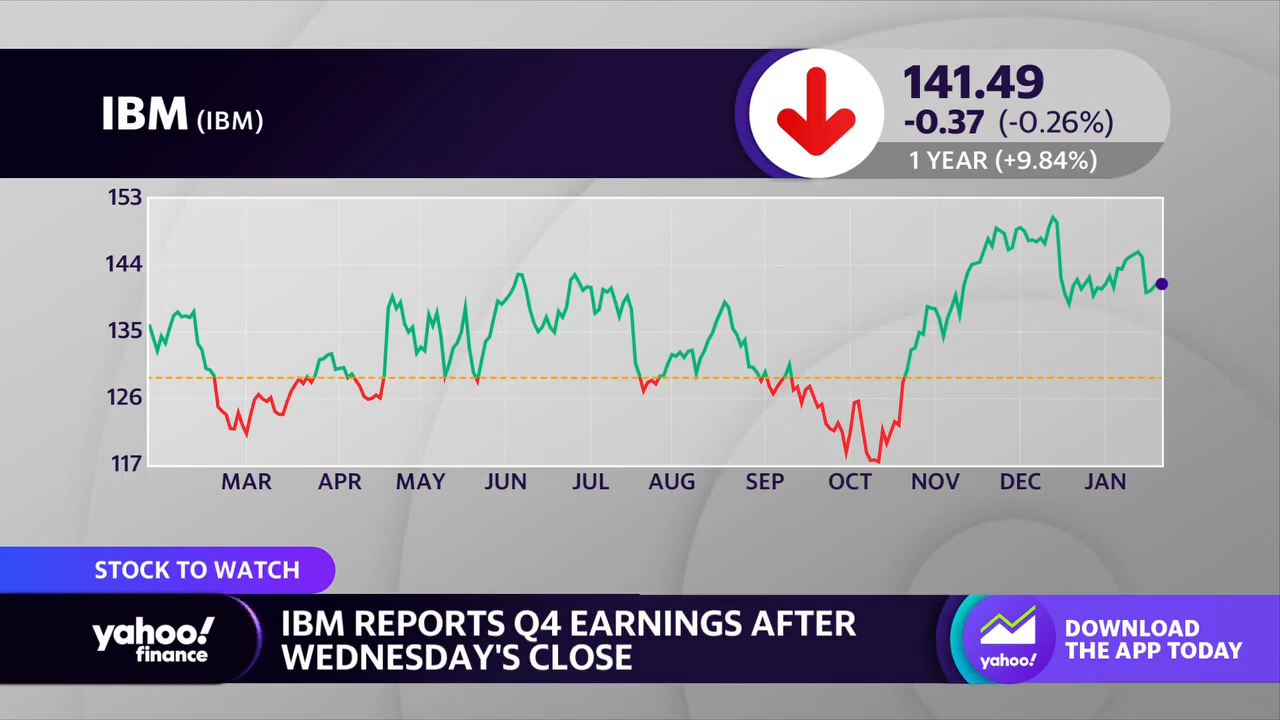 IBM (IBM)
141.49
-0.37 (-0.26%)
1 YEAR (+9.84%)
153
144
135
126
117
MAR APR MAY JUN JUL AUG SEP OCT NOV DEC JAN
STOCK TO WATCH
yahoo!
finance
IBM REPORTS Q4 EARNINGS AFTER
WEDNESDAY'S CLOSE
yahoo!
DOWNLOAD
THE APP TODAY